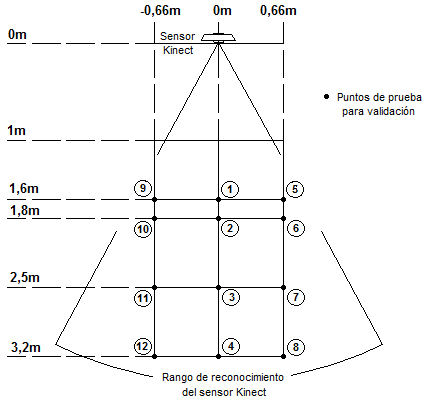 -0,66m 0m 0,66m
0m
Sensor
Kinect
Puntos de prueba
para validación
1m
9 1 5
1,6m
1,8m
10 2 6
2,5m
11 3 7
12 4 8
3,2m
Rango de reconocimiento
del sensor Kinect